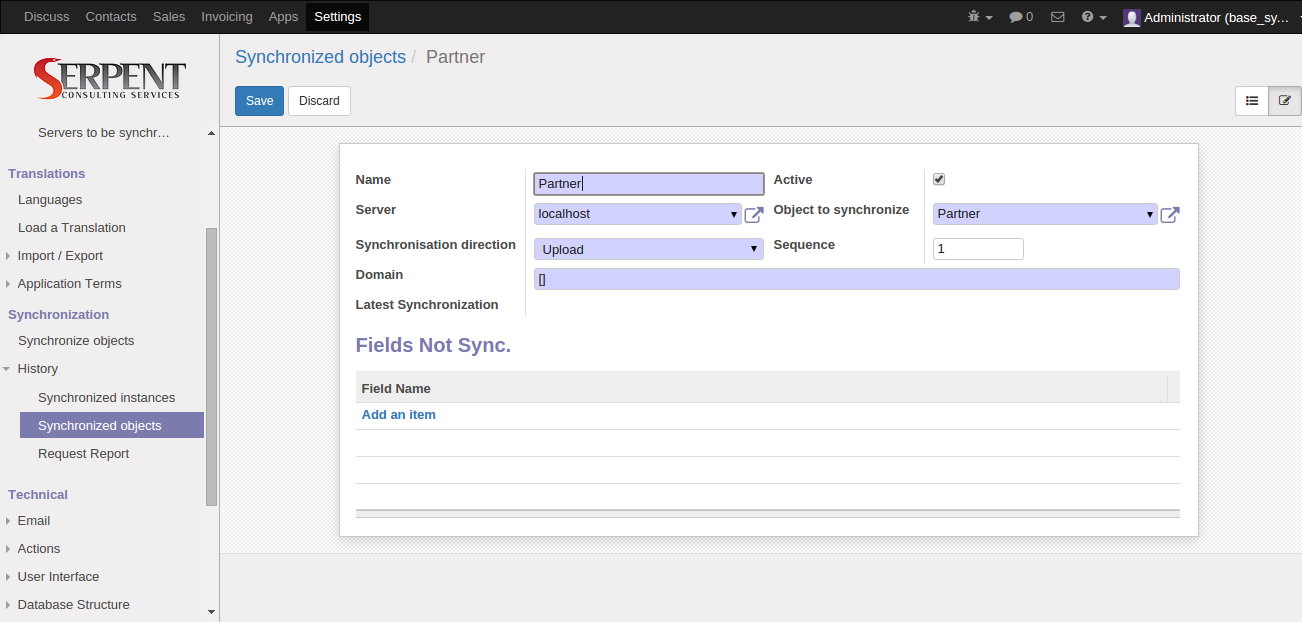 Discuss Contacts Sales Invoicing Apps Settings 0 Administrator (base_sy...
SERPENT
CONSULTING SERVICES
Synchronized objects / Partner
Save Discard
Servers to be synchr…
Translations
Languages
Load a Translation
Import / Export
Application Terms
Synchronization
Synchronize objects
History
Synchronized instances
Synchronized objects
Request Report
Technical
Email
Actions
User Interface
Database Structure
Name Partner Active
Server localhost Object to synchronize Partner
Synchronisation direction Upload Sequence 1
Domain []
Latest Synchronization
Fields Not Sync.
Field Name
Add an item